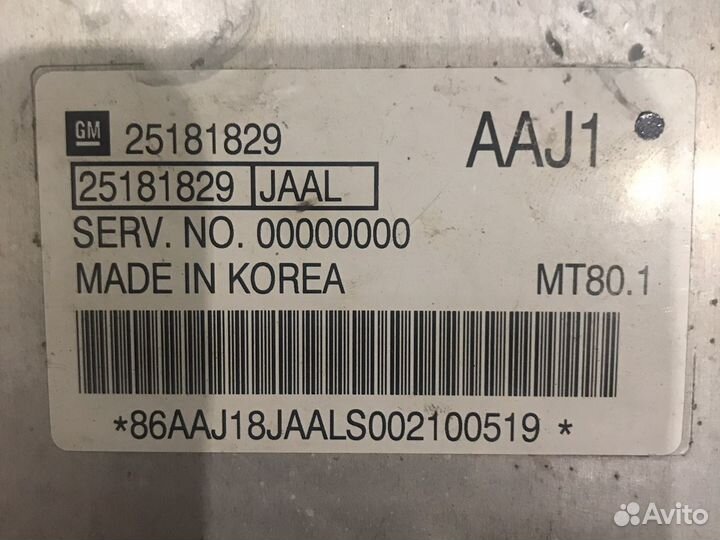 GM 25181829 AAJ1
25181829 JAAL
SERV. NO. 00000000
MADE IN KOREA MT80.1
*86AAJ18JAALS002100519*
Avito